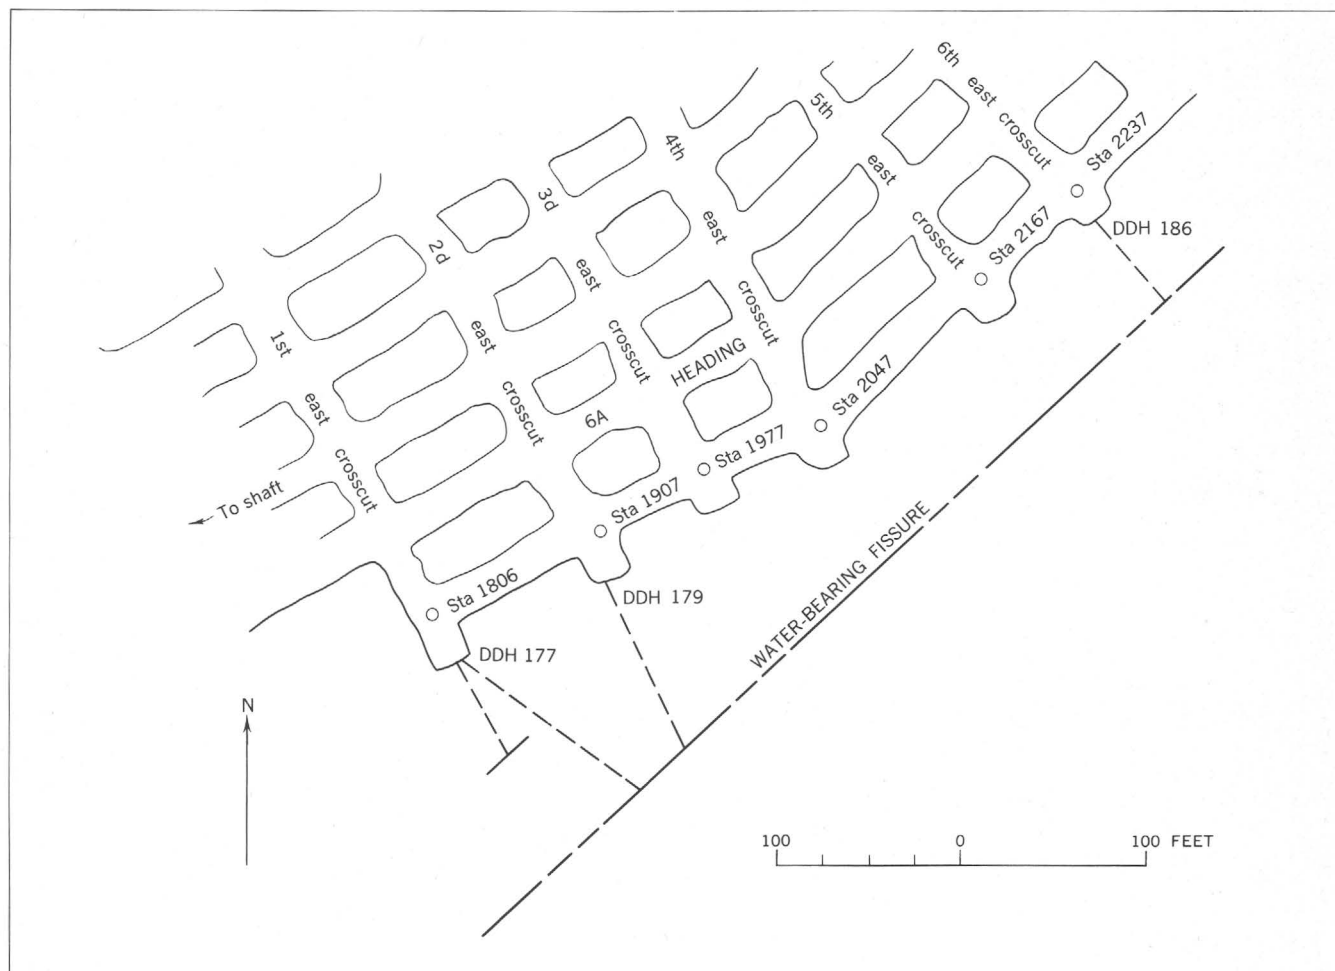 6th east crosscut
5th east crosscut
4th east crosscut
3d east crosscut
2d east crosscut
1st east crosscut
Sta 2237
Sta 2167
DDH 186
HEADING
6A
Sta 2047
Sta 1977
Sta 1907
Sta 1806
To shaft
DDH 179
DDH 177
WATER-BEARING FISSURE
N
100 0 100 FEET